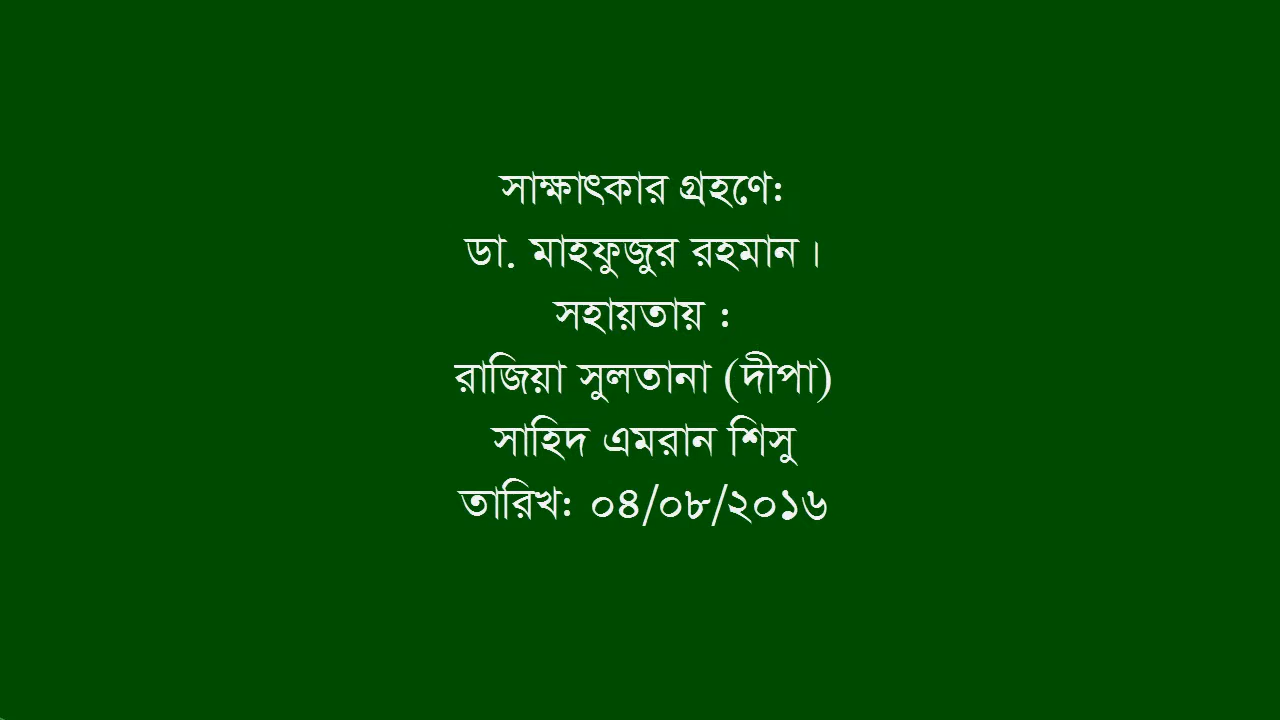 সাক্ষাৎকার গ্রহণে:
ডা. মাহফুজুর রহমান।
সহায়তায় :
রাজিয়া সুলতানা (দীপা)
সাহিদ এমরান শিসু
তারিখ: ০৪/০৮/২০১৬